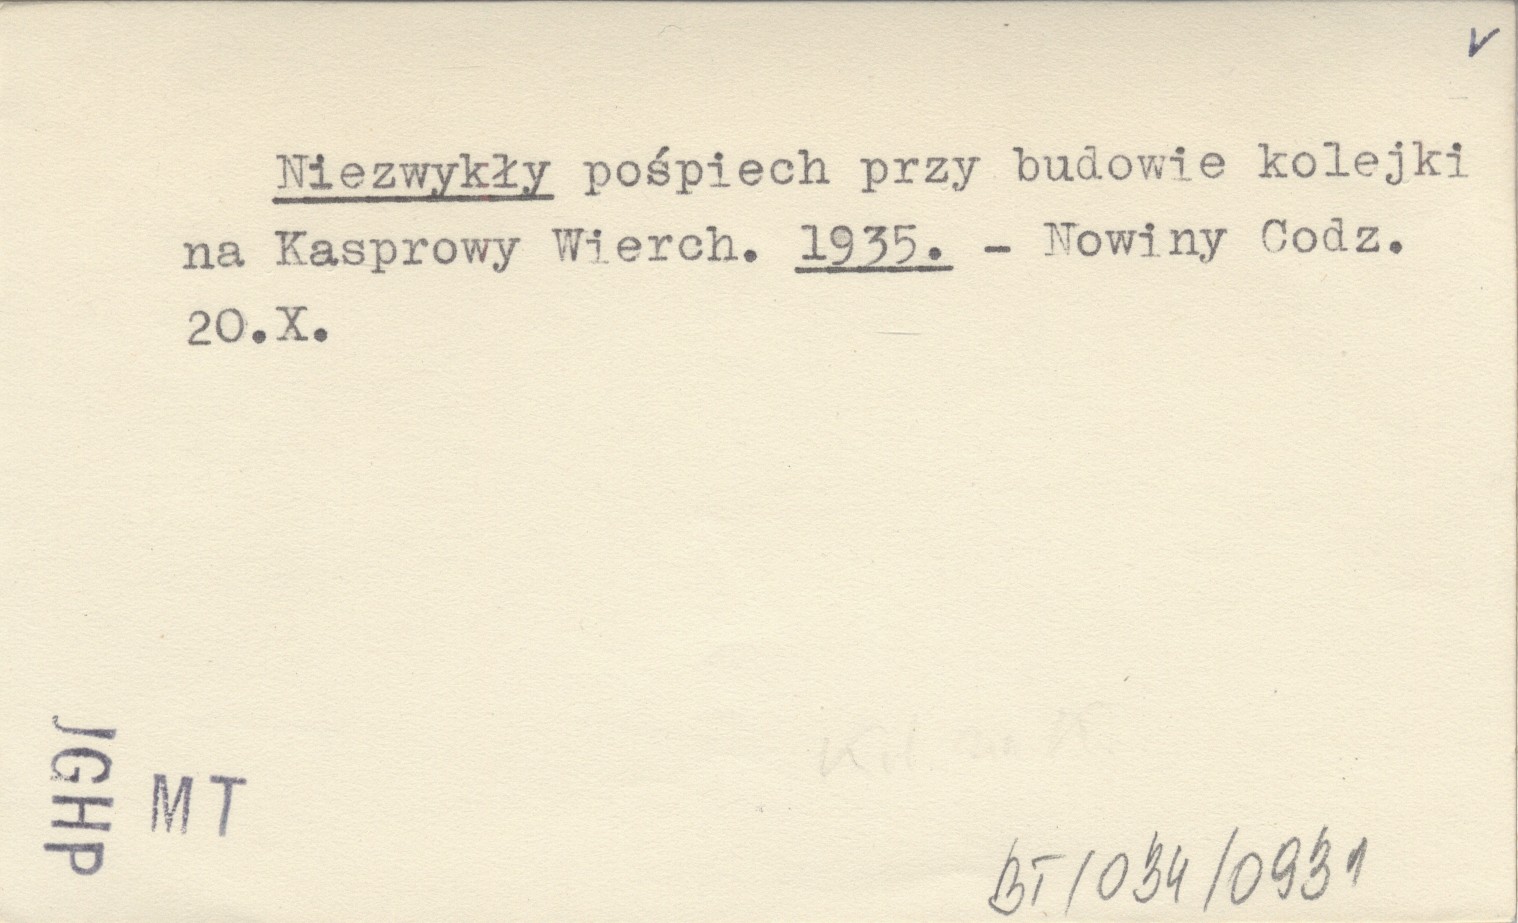 V
Niezwykły pośpiech przy budowie kolejki
na Kasprowy Wierch. 1935. - Nowiny Codz.
20.X.
JGHP
MT
BT/034/0931